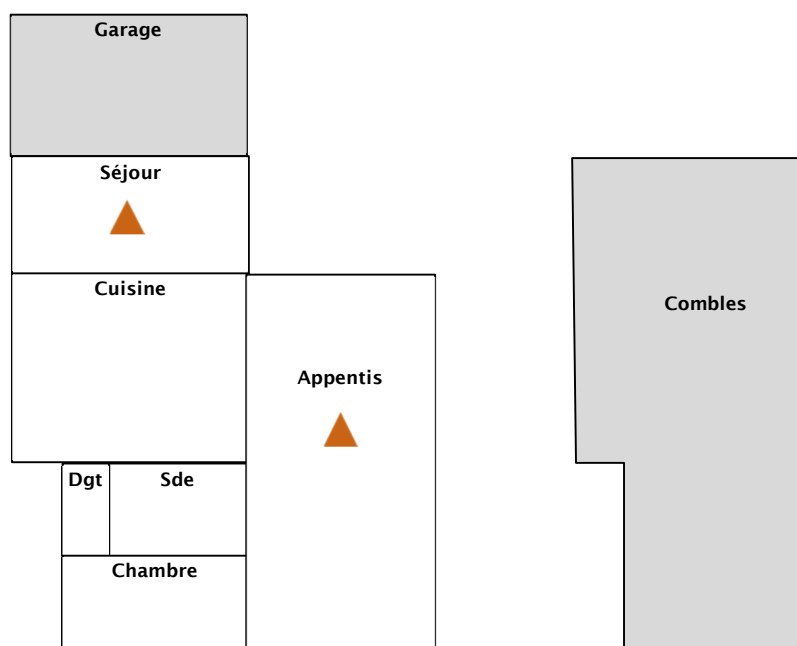 Garage
Séjour
Cuisine
Combles
Appentis
Dgt
Sde
Chambre